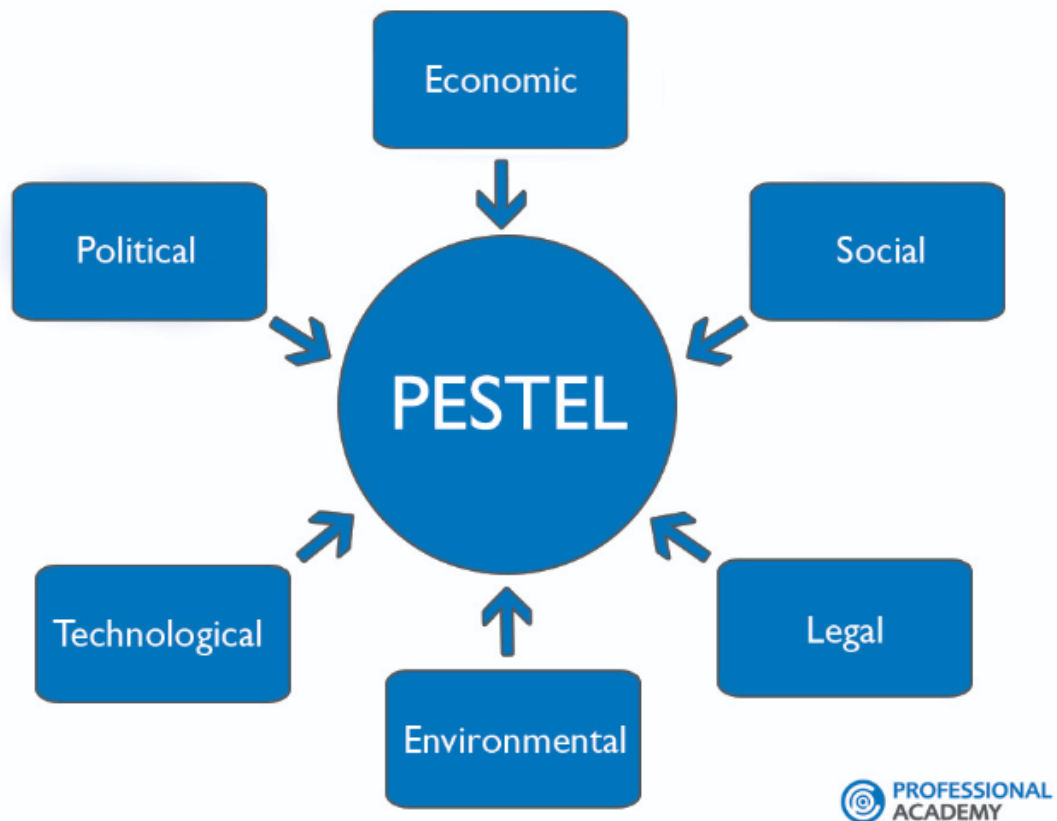 Economic
Political
Social
PESTEL
Technological
Legal
Environmental
PROFESSIONAL
ACADEMY